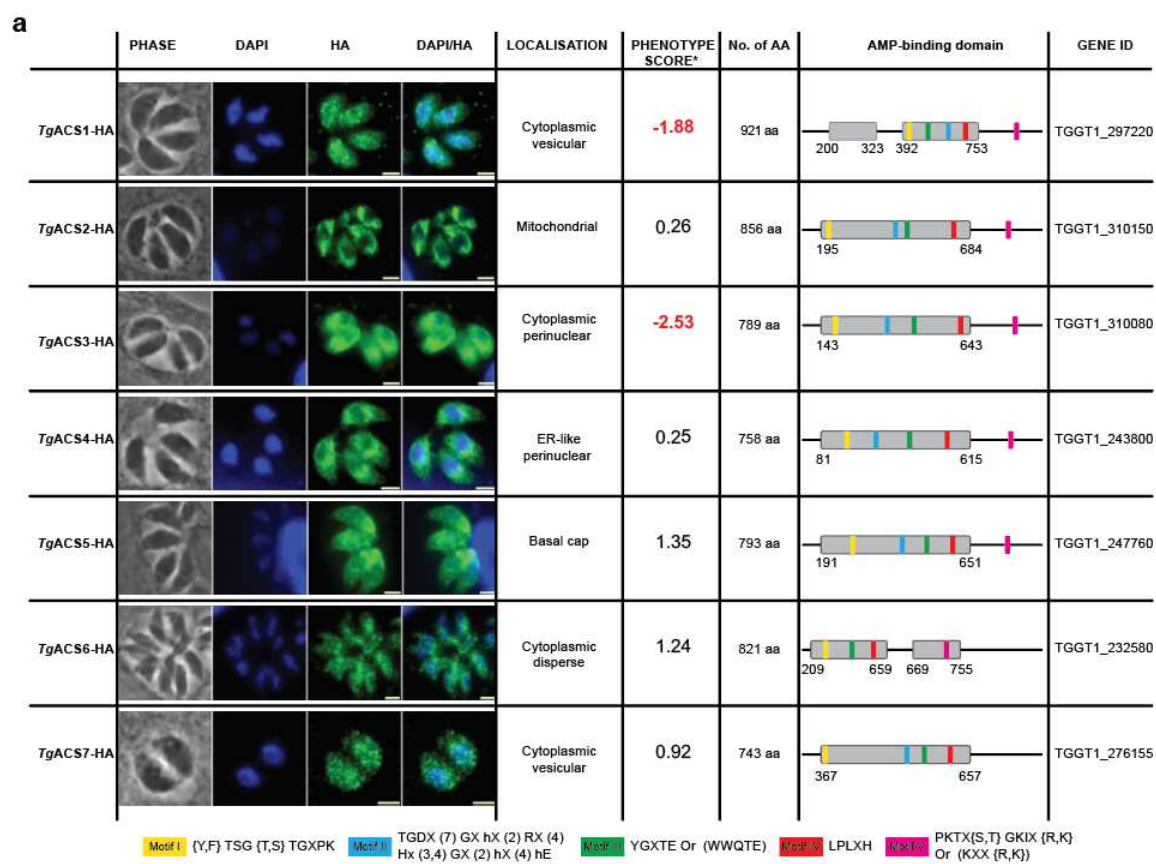 a
PHASE DAPI HA DAPI/HA LOCALISATION PHENOTYPE SCORE* No. of AA AMP-binding domain GENE ID
TgACS1-HA Cytoplasmic vesicular -1.88 921 aa TGGT1_297220
200 323 392 753
TgACS2-HA Mitochondrial 0.26 856 aa TGGT1_310150
195 684
TgACS3-HA Cytoplasmic perinuclear -2.53 789 aa TGGT1_310080
143 643
TgACS4-HA ER-like perinuclear 0.25 758 aa TGGT1_243800
81 615
TgACS5-HA Basal cap 1.35 793 aa TGGT1_247760
191 651
TgACS6-HA Cytoplasmic disperse 1.24 821 aa TGGT1_232580
209 659 669 755
TgACS7-HA Cytoplasmic vesicular 0.92 743 aa TGGT1_276155
367 657
Motif I {Y,F} TSG {T,S} TGXPK
Motif II TGDX (7) GX hX (2) RX (4)
Hx (3,4) GX (2) hX (4) hE
Motif III YGXTE Or (WWQTE)
Motif IV LPLXH
Motif V PKTX{S,T} GKIX {R,K}
Or (KXX {R,K})